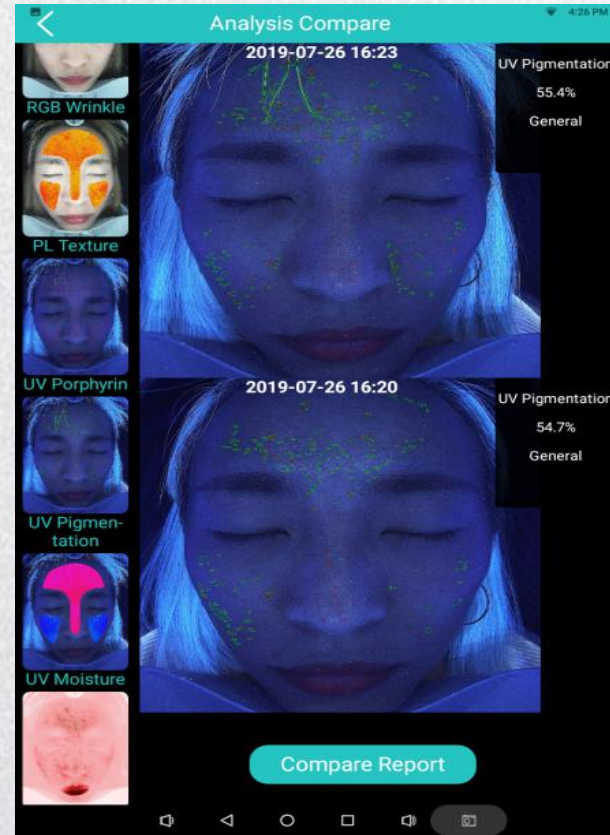 4:26 PM
Analysis Compare
RGB Wrinkle
PL Texture
UV Porphyrin
UV Pigmen-
tation
UV Moisture
2019-07-26 16:23
UV Pigmentation
55.4%
General
2019-07-26 16:20
UV Pigmentation
54.7%
General
Compare Report